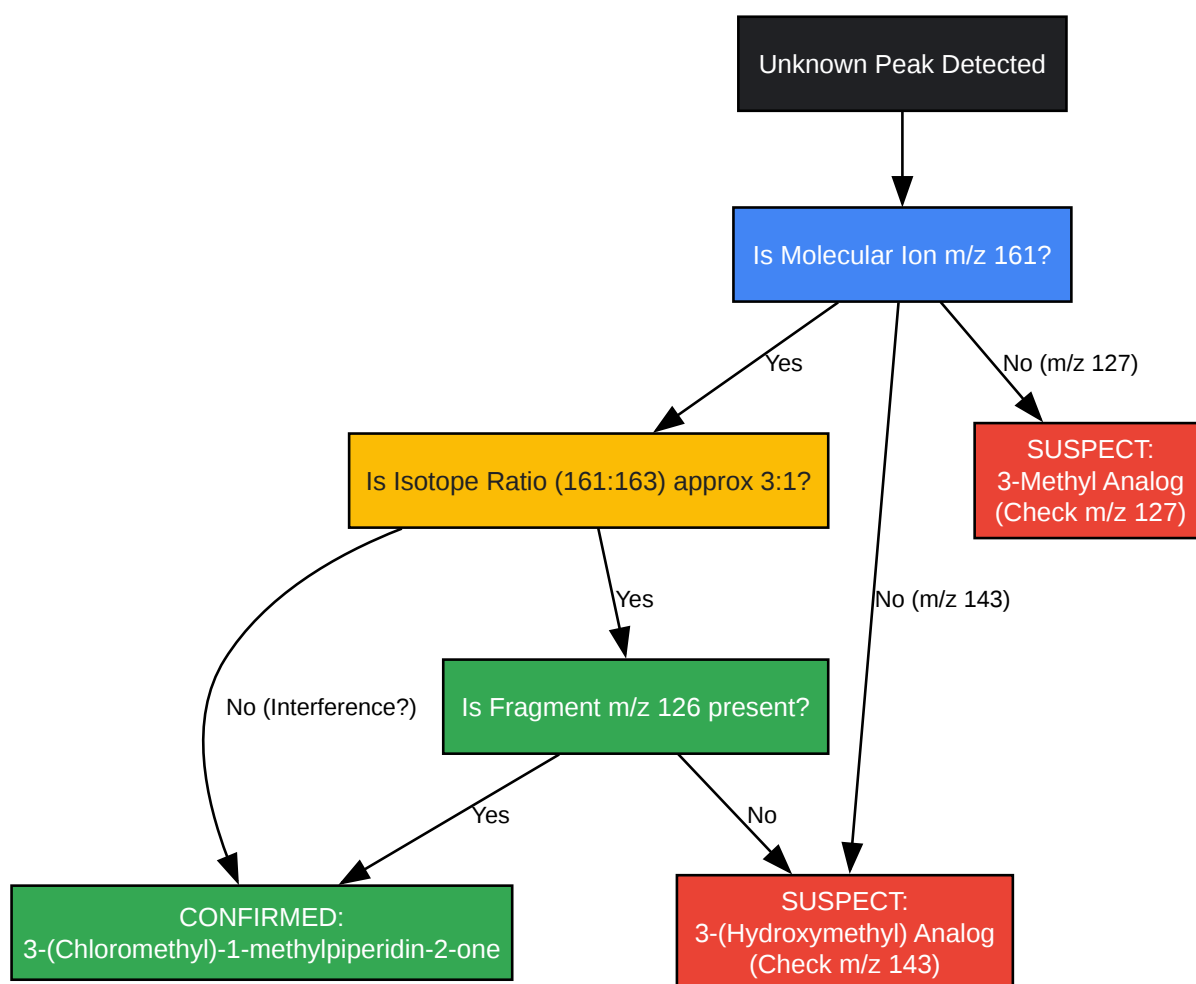 Unknown Peak Detected
Is Molecular Ion m/z 161?
Yes
No (m/z 127)
Is Isotope Ratio (161:163) approx 3:1?
SUSPECT:
3-Methyl Analog
(Check m/z 127)
Yes
No (m/z 143)
Is Fragment m/z 126 present?
No (Interference?)
Yes
No
CONFIRMED:
3-(Chloromethyl)-1-methylpiperidin-2-one
SUSPECT:
3-(Hydroxymethyl) Analog
(Check m/z 143)